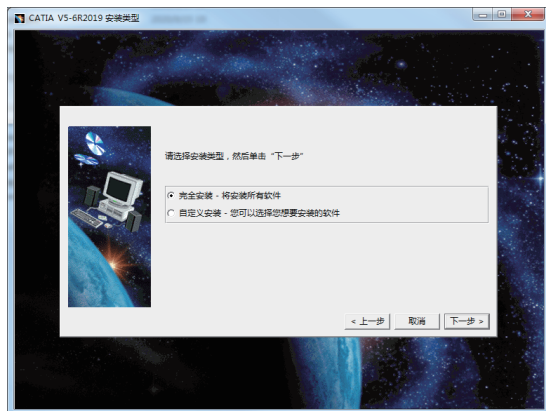 CATIA V5-6R2019 安装类型
请选择安装类型，然后单击“下一步”
完全安装 - 将安装所有软件
自定义安装 - 您可以选择您想要安装的软件
< 上一步 取消 下一步 >